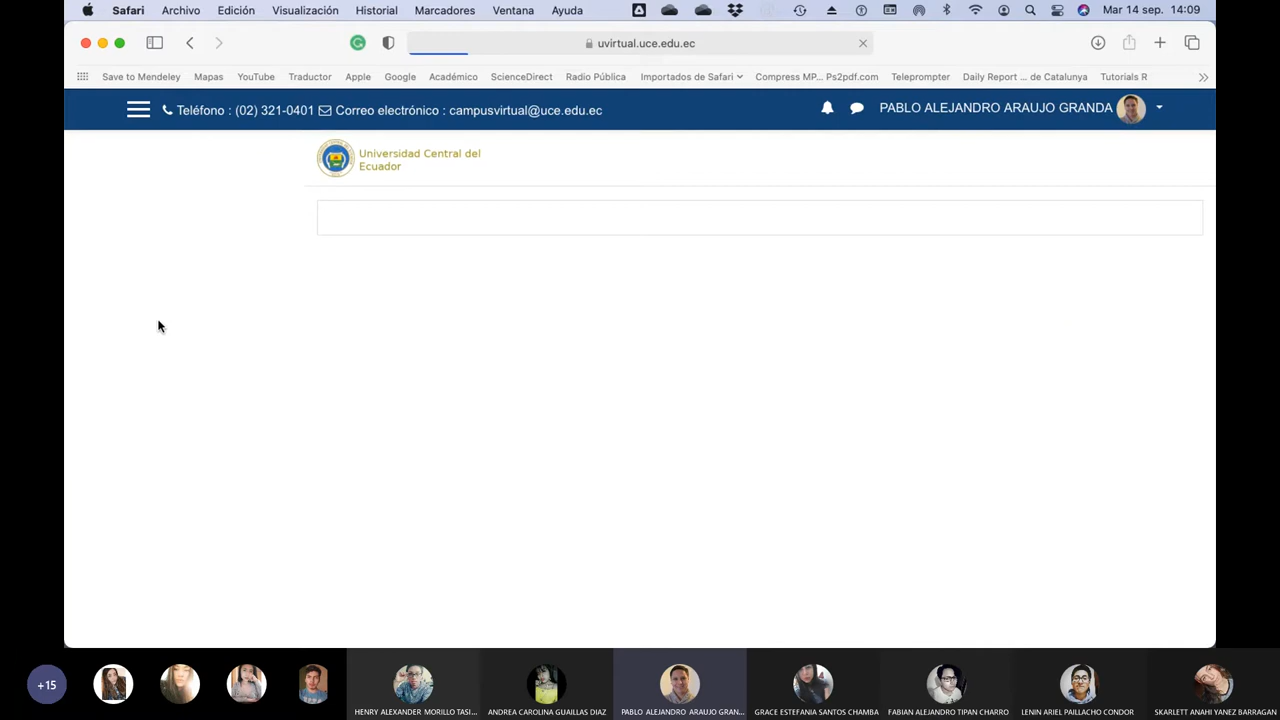 Safari Archivo Edición Visualización Historial Marcadores Ventana Ayuda Mar 14 sep. 14:09
uvirtual.uce.edu.ec
Save to Mendeley Mapas YouTube Traductor Apple Google Académico ScienceDirect Radio Pública Importados de Safari Compress MP... Ps2pdf.com Teleprompter Daily Report ... de Catalunya Tutorials R
Teléfono : (02) 321-0401 Correo electrónico : campusvirtual@uce.edu.ec PABLO ALEJANDRO ARAUJO GRANDA
Universidad Central del
Ecuador
+15
HENRY ALEXANDER MORILLO TASI... ANDREA CAROLINA GUAILLAS DIAZ PABLO ALEJANDRO ARAUJO GRAN... GRACE ESTEFANIA SANTOS CHAMBA FABIAN ALEJANDRO TIPAN CHARRO LENIN ARIEL PAILLACHO CONDOR SKARLETT ANAHI YANEZ BARRAGAN